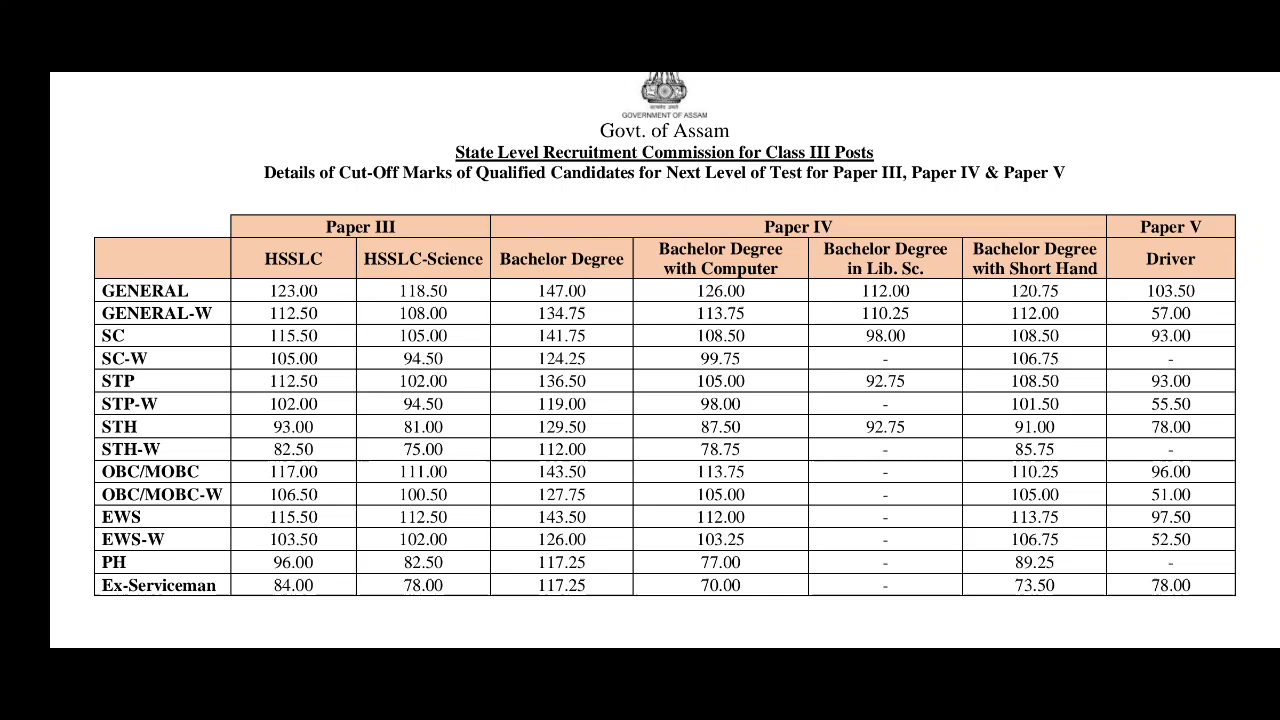 GOVERNMENT OF ASSAM
Govt. of Assam
State Level Recruitment Commission for Class III Posts
Details of Cut-Off Marks of Qualified Candidates for Next Level of Test for Paper III, Paper IV & Paper V
Paper III Paper IV Paper V
HSSLC HSSLC-Science Bachelor Degree Bachelor Degree with Computer Bachelor Degree in Lib. Sc. Bachelor Degree with Short Hand Driver
GENERAL 123.00 118.50 147.00 126.00 112.00 120.75 103.50
GENERAL-W 112.50 108.00 134.75 113.75 110.25 112.00 57.00
SC 115.50 105.00 141.75 108.50 98.00 108.50 93.00
SC-W 105.00 94.50 124.25 99.75 - 106.75 -
STP 112.50 102.00 136.50 105.00 92.75 108.50 93.00
STP-W 102.00 94.50 119.00 98.00 - 101.50 55.50
STH 93.00 81.00 129.50 87.50 92.75 91.00 78.00
STH-W 82.50 75.00 112.00 78.75 - 85.75 -
OBC/MOBC 117.00 111.00 143.50 113.75 - 110.25 96.00
OBC/MOBC-W 106.50 100.50 127.75 105.00 - 105.00 51.00
EWS 115.50 112.50 143.50 112.00 - 113.75 97.50
EWS-W 103.50 102.00 126.00 103.25 - 106.75 52.50
PH 96.00 82.50 117.25 77.00 - 89.25 -
Ex-Serviceman 84.00 78.00 117.25 70.00 - 73.50 78.00